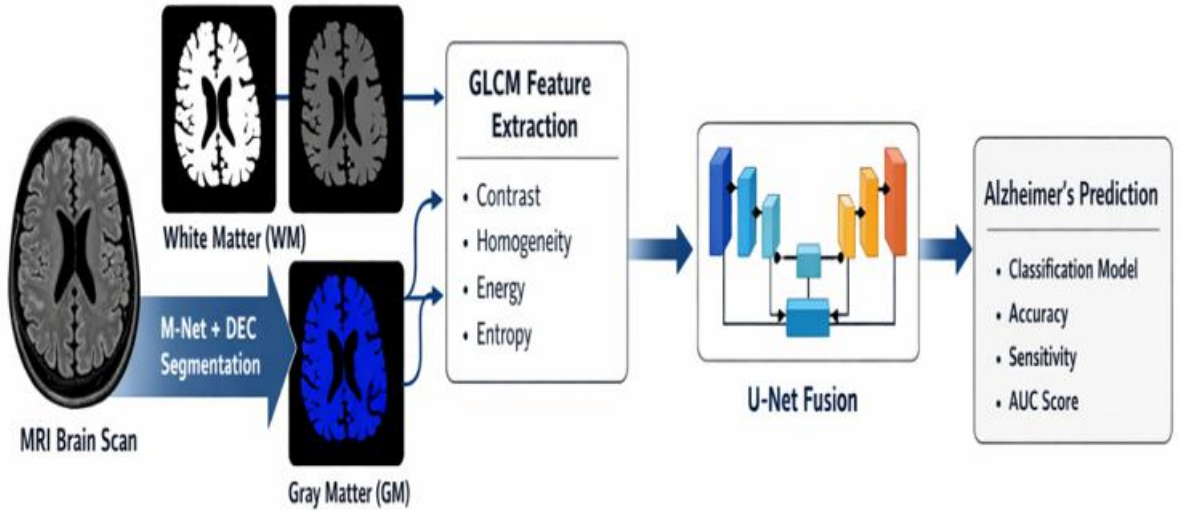 MRI Brain Scan
White Matter (WM)
M-Net + DEC
Segmentation
Gray Matter (GM)
GLCM Feature
Extraction
• Contrast
• Homogeneity
• Energy
• Entropy
U-Net Fusion
Alzheimer's Prediction
• Classification Model
• Accuracy
• Sensitivity
• AUC Score